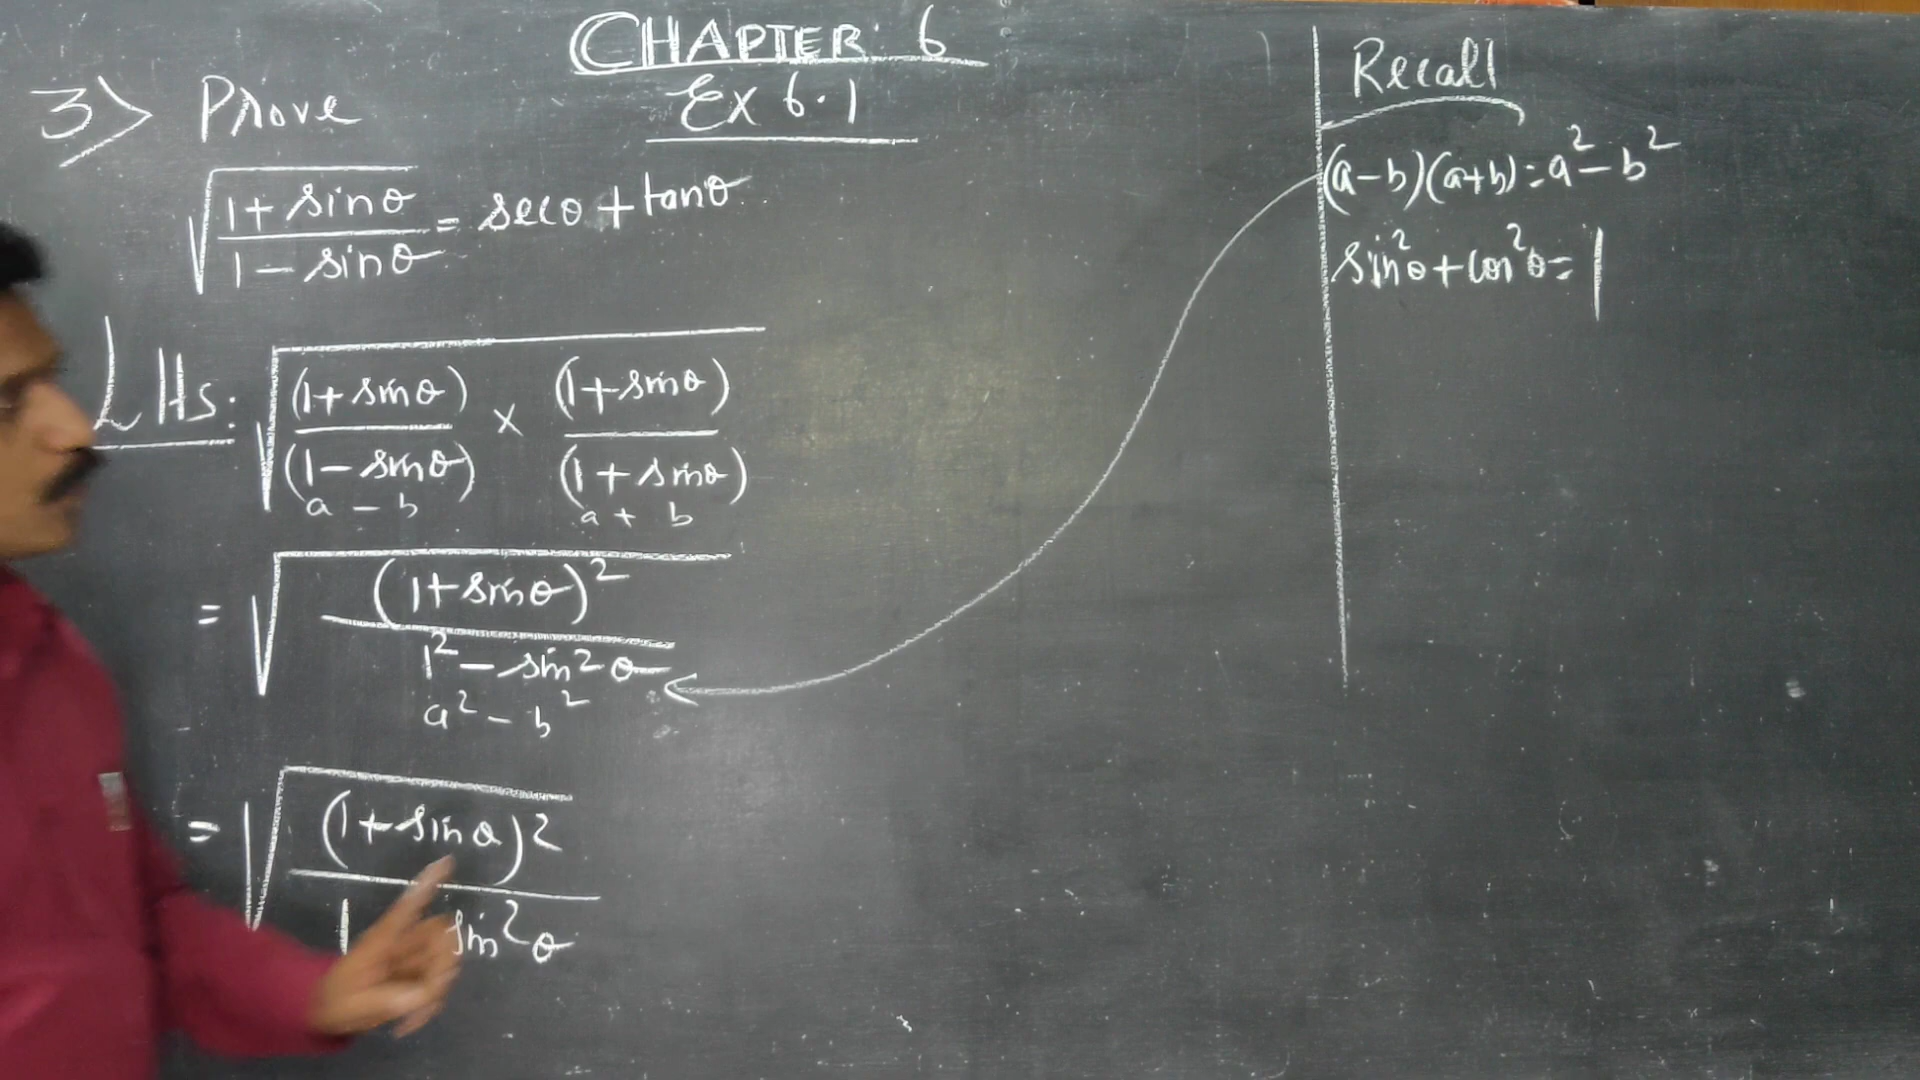 CHAPTER: 6
Ex 6.1
3> Prove
√((1 + sinθ)/(1 - sinθ)) = secθ + tanθ
LHS: √((1 + sinθ)/(1 - sinθ) × (1 + sinθ)/(1 + sinθ))
a - b a + b
= √((1 + sinθ)²/(1² - sin²θ))
a² - b²
= √((1 + sinθ)²/(1 sin²θ))
Recall
(a - b)(a + b) = a² - b²
sin²θ + cos²θ = 1